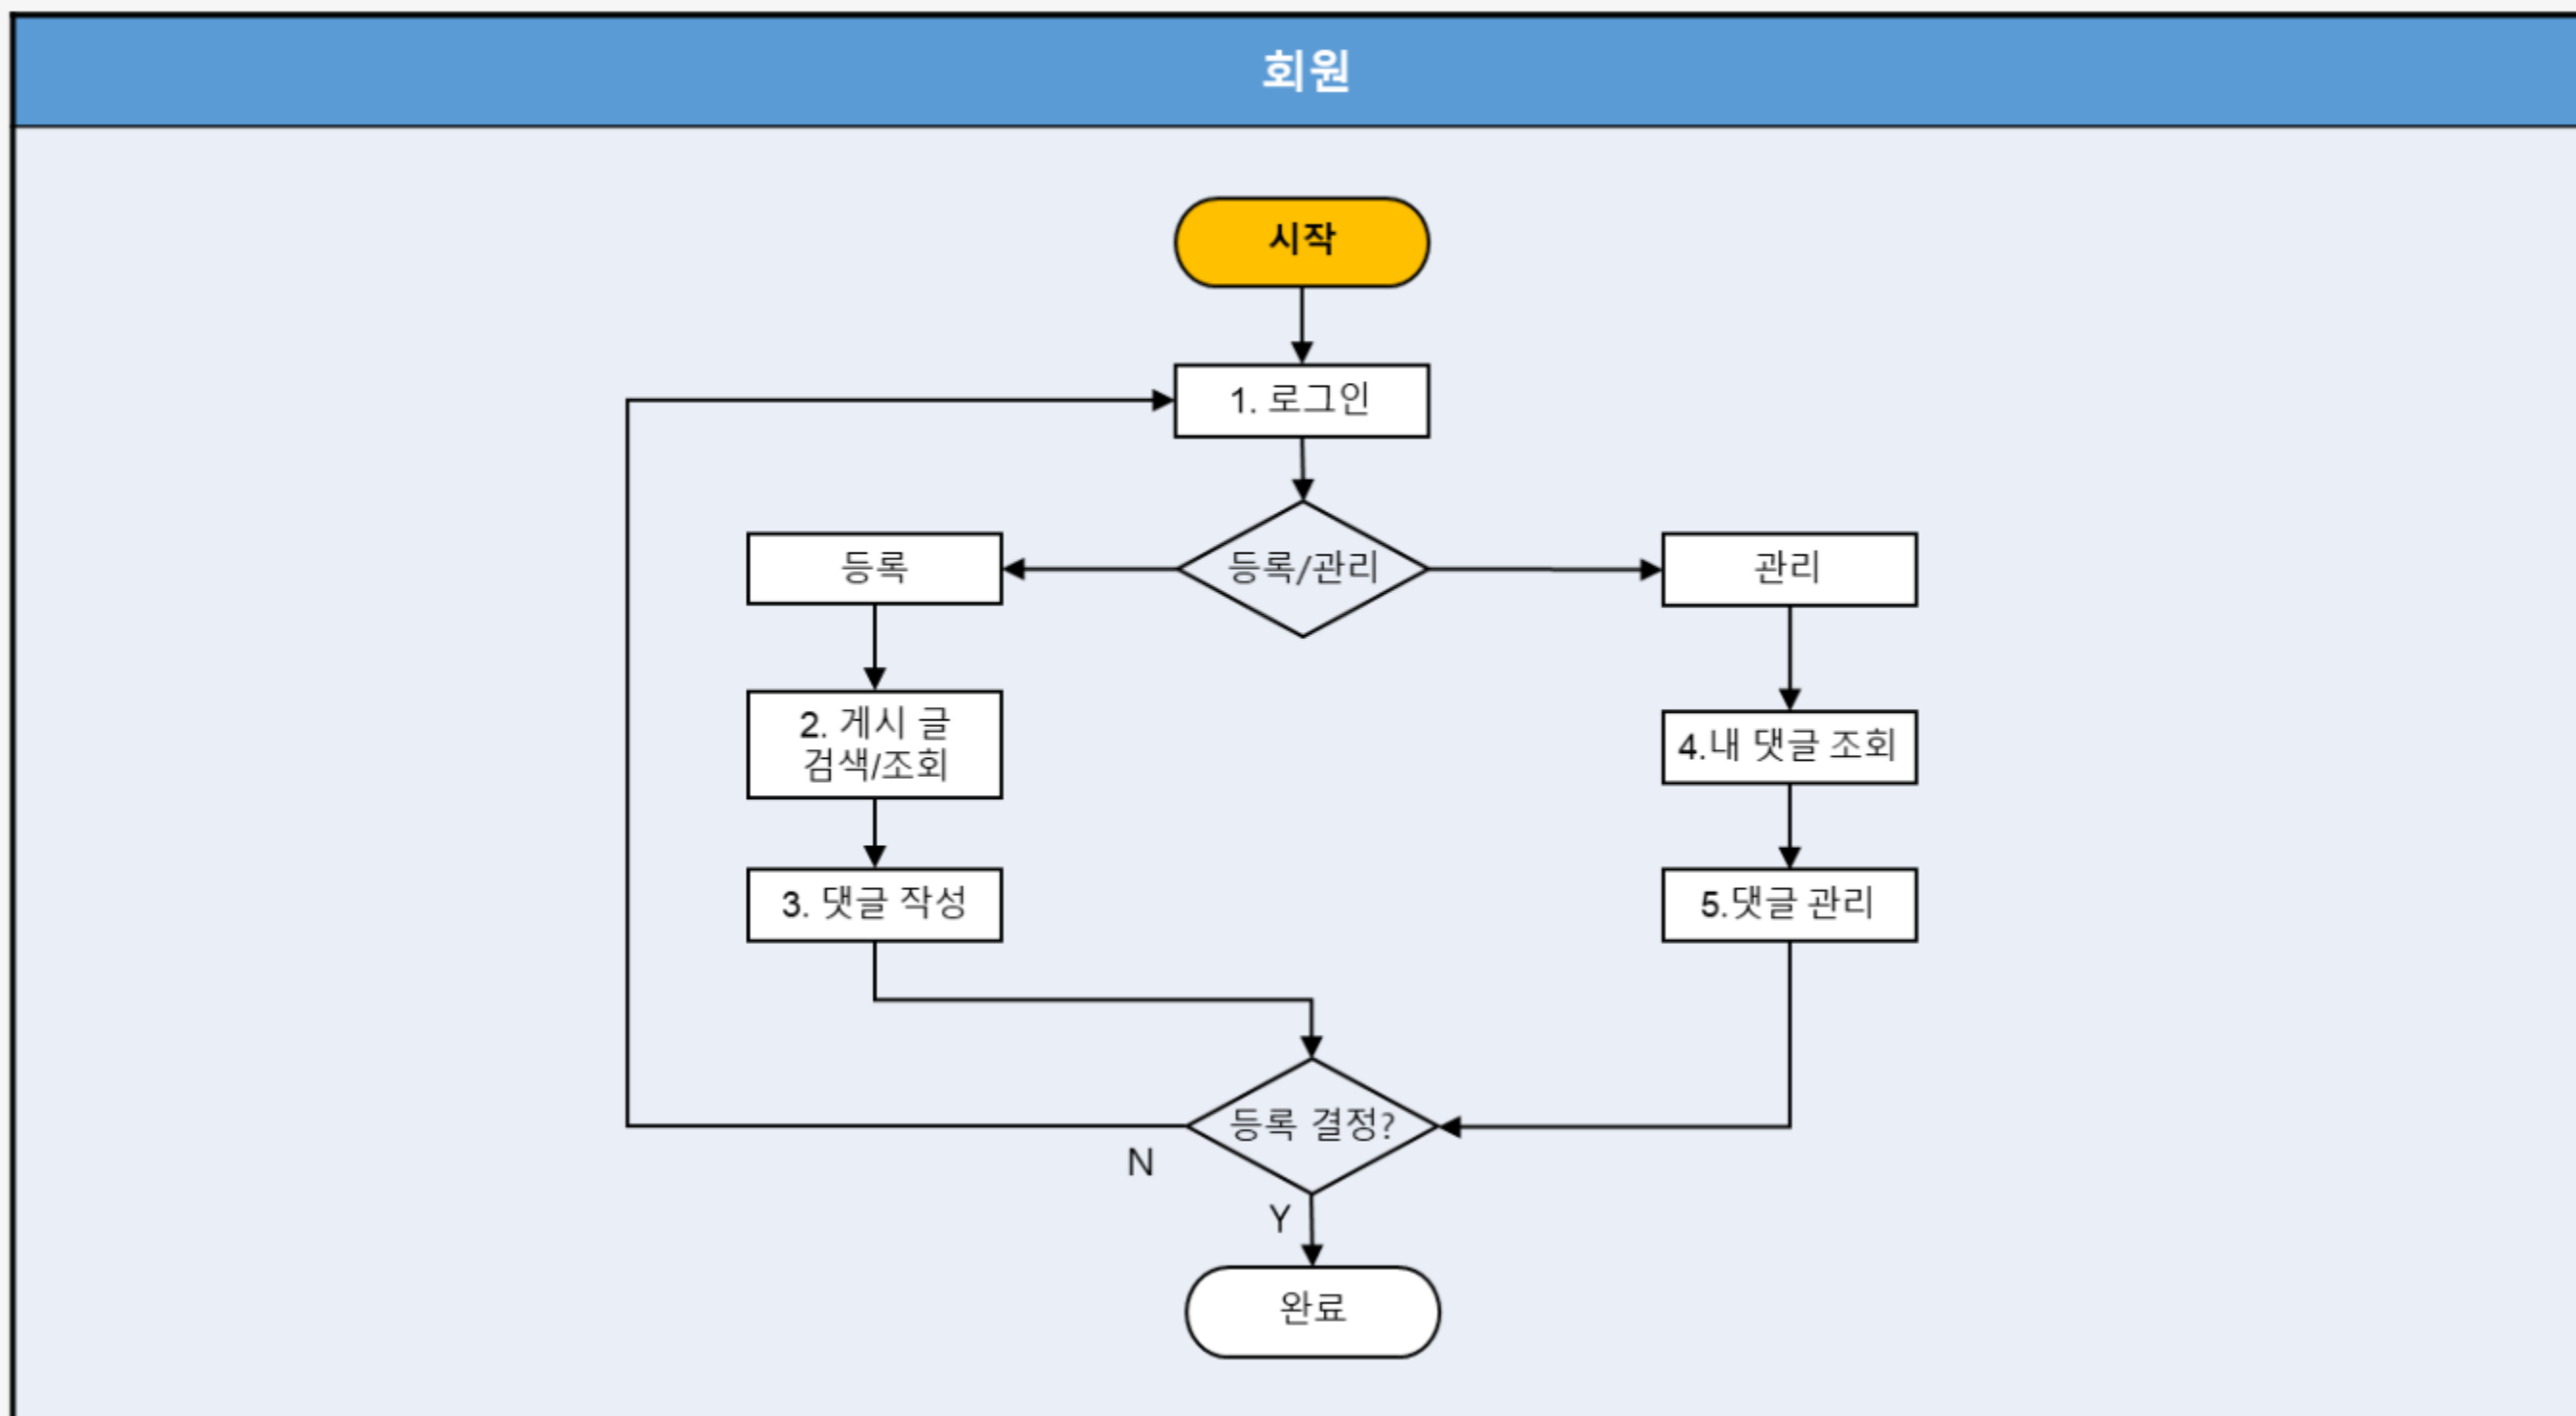 회원
시작
1. 로그인
등록
등록/관리
관리
2. 게시 글
검색/조회
4.내 댓글 조회
3. 댓글 작성
5.댓글 관리
등록 결정?
N
Y
완료